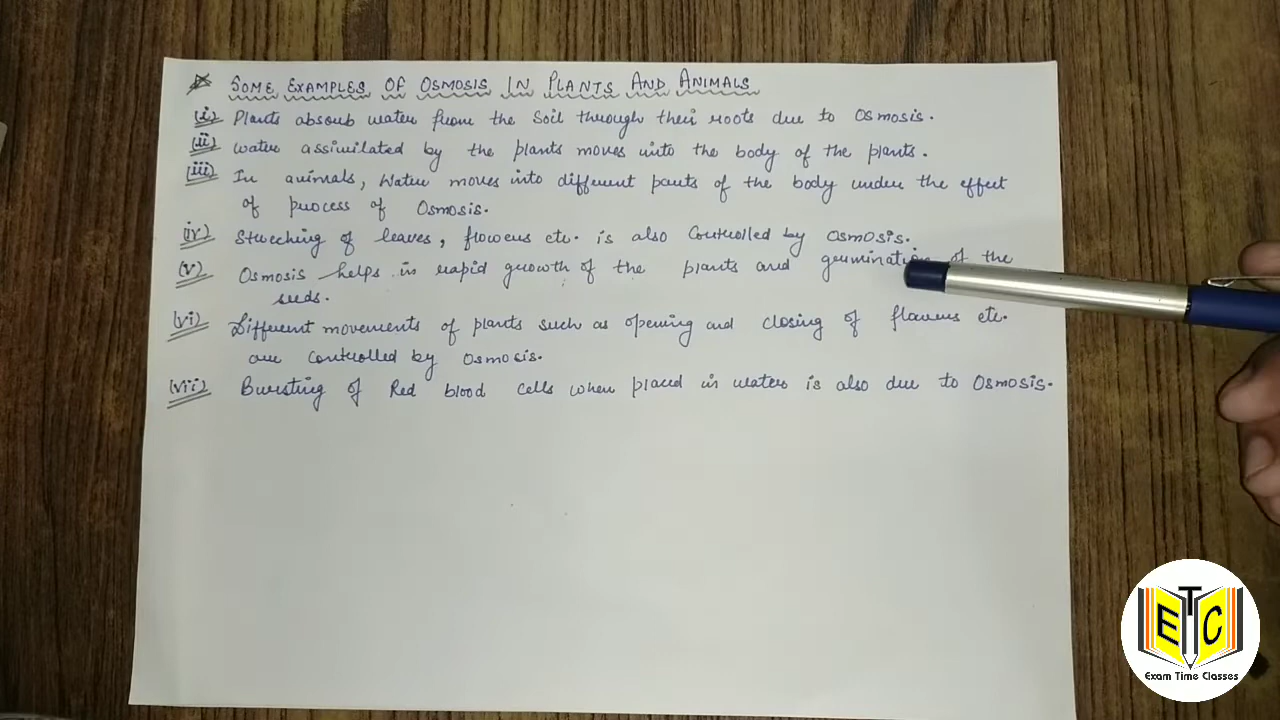 SOME EXAMPLES OF OSMOSIS IN PLANTS AND ANIMALS
(i) Plants absorb water from the soil through their roots due to Osmosis.
(ii) Water assimilated by the plants moves into the body of the plants.
(iii) In animals, Water moves into different parts of the body under the effect
of process of Osmosis.
(iv) Streching of leaves, flowers etc. is also Controlled by OSmOsis.
(v) Osmosis helps in rapid growth of the plants and germination of the
seeds.
(vi) Different movements of plants such as opening and closing of flowers etc.
are controlled by Osmosis.
(vii) Bursting of Red blood cells when placed in water is also due to Osmosis.
ETC
Exam Time Classes